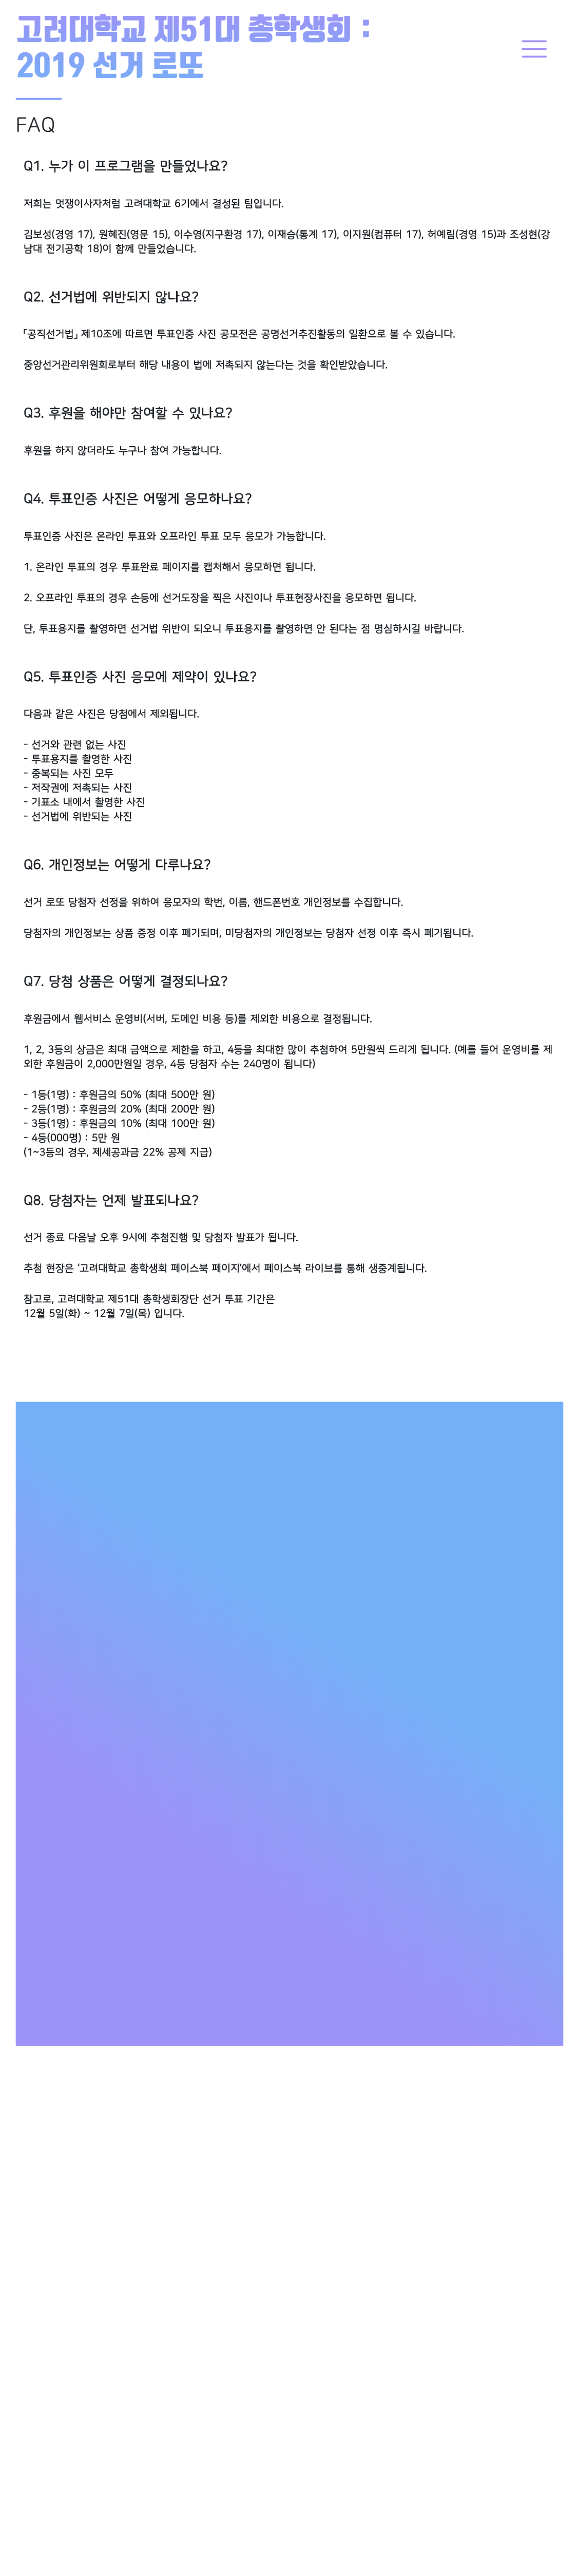 고려대학교 제51대 총학생회 :
2019 선거 로또
FAQ
Q1. 누가 이 프로그램을 만들었나요?
저희는 멋쟁이사자처럼 고려대학교 6기에서 결성된 팀입니다.
김보성(경영 17), 원혜진(영문 15), 이수영(지구환경 17), 이재승(통계 17), 이지원(컴퓨터 17), 허예림(경영 15)과 조성현(강
남대 전기공학 18)이 함께 만들었습니다.
Q2. 선거법에 위반되지 않나요?
「공직선거법」 제10조에 따르면 투표인증 사진 공모전은 공명선거추진활동의 일환으로 볼 수 있습니다.
중앙선거관리위원회로부터 해당 내용이 법에 저촉되지 않는다는 것을 확인받았습니다.
Q3. 후원을 해야만 참여할 수 있나요?
후원을 하지 않더라도 누구나 참여 가능합니다.
Q4. 투표인증 사진은 어떻게 응모하나요?
투표인증 사진은 온라인 투표와 오프라인 투표 모두 응모가 가능합니다.
1. 온라인 투표의 경우 투표완료 페이지를 캡처해서 응모하면 됩니다.
2. 오프라인 투표의 경우 손등에 선거도장을 찍은 사진이나 투표현장사진을 응모하면 됩니다.
단, 투표용지를 촬영하면 선거법 위반이 되오니 투표용지를 촬영하면 안 된다는 점 명심하시길 바랍니다.
Q5. 투표인증 사진 응모에 제약이 있나요?
다음과 같은 사진은 당첨에서 제외됩니다.
- 선거와 관련 없는 사진
- 투표용지를 촬영한 사진
- 중복되는 사진 모두
- 저작권에 저촉되는 사진
- 기표소 내에서 촬영한 사진
- 선거법에 위반되는 사진
Q6. 개인정보는 어떻게 다루나요?
선거 로또 당첨자 선정을 위하여 응모자의 학번, 이름, 핸드폰번호 개인정보를 수집합니다.
당첨자의 개인정보는 상품 증정 이후 폐기되며, 미당첨자의 개인정보는 당첨자 선정 이후 즉시 폐기됩니다.
Q7. 당첨 상품은 어떻게 결정되나요?
후원금에서 웹서비스 운영비(서버, 도메인 비용 등)를 제외한 비용으로 결정됩니다.
1, 2, 3등의 상금은 최대 금액으로 제한을 하고, 4등을 최대한 많이 추첨하여 5만원씩 드리게 됩니다. (예를 들어 운영비를 제
외한 후원금이 2,000만원일 경우, 4등 당첨자 수는 240명이 됩니다)
- 1등(1명) : 후원금의 50% (최대 500만 원)
- 2등(1명) : 후원금의 20% (최대 200만 원)
- 3등(1명) : 후원금의 10% (최대 100만 원)
- 4등(000명) : 5만 원
(1~3등의 경우, 제세공과금 22% 공제 지급)
Q8. 당첨자는 언제 발표되나요?
선거 종료 다음날 오후 9시에 추첨진행 및 당첨자 발표가 됩니다.
추첨 현장은 '고려대학교 총학생회 페이스북 페이지'에서 페이스북 라이브를 통해 생중계됩니다.
참고로, 고려대학교 제51대 총학생회장단 선거 투표 기간은
12월 5일(화) ~ 12월 7일(목) 입니다.